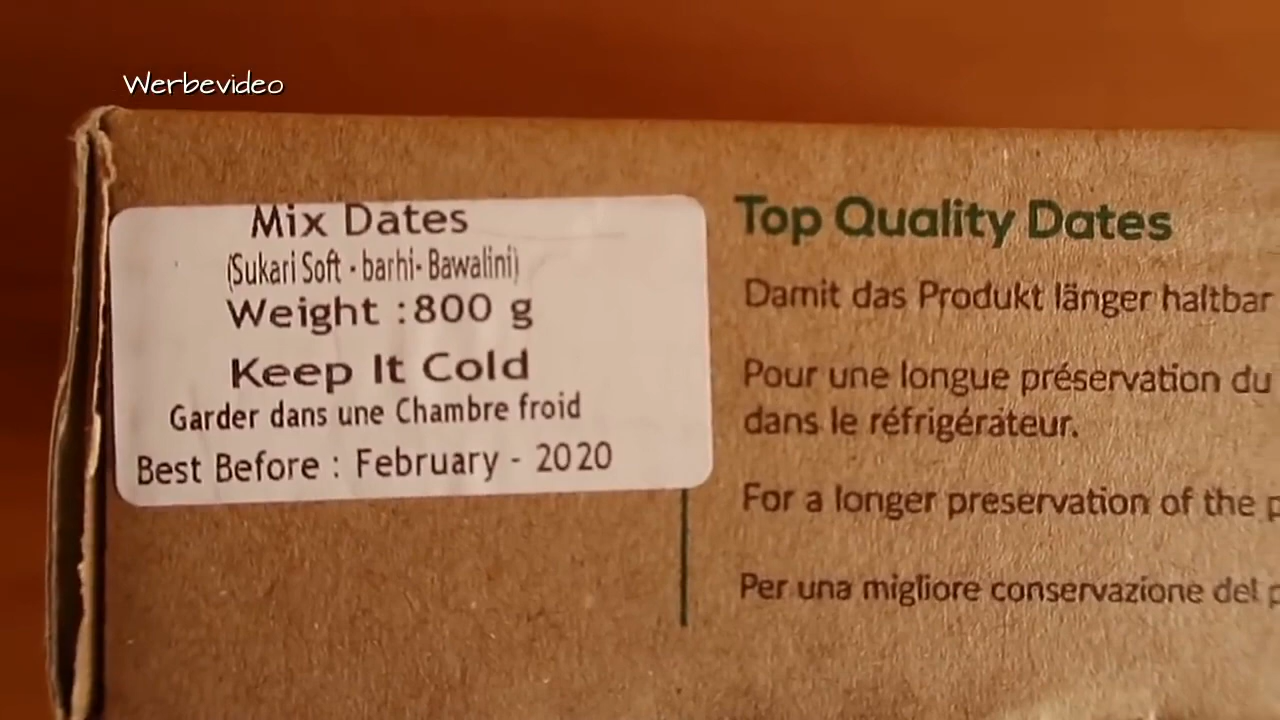 Werbevideo
Mix Dates
(Sukari Soft - barhi- Bawalini)
Weight :800 g
Keep It Cold
Garder dans une Chambre froid
Best Before : February - 2020
Top Quality Dates
Damit das Produkt länger haltbar
Pour une longue préservation du
dans le réfrigérateur.
For a longer preservation of the
Per una migliore conservazione del